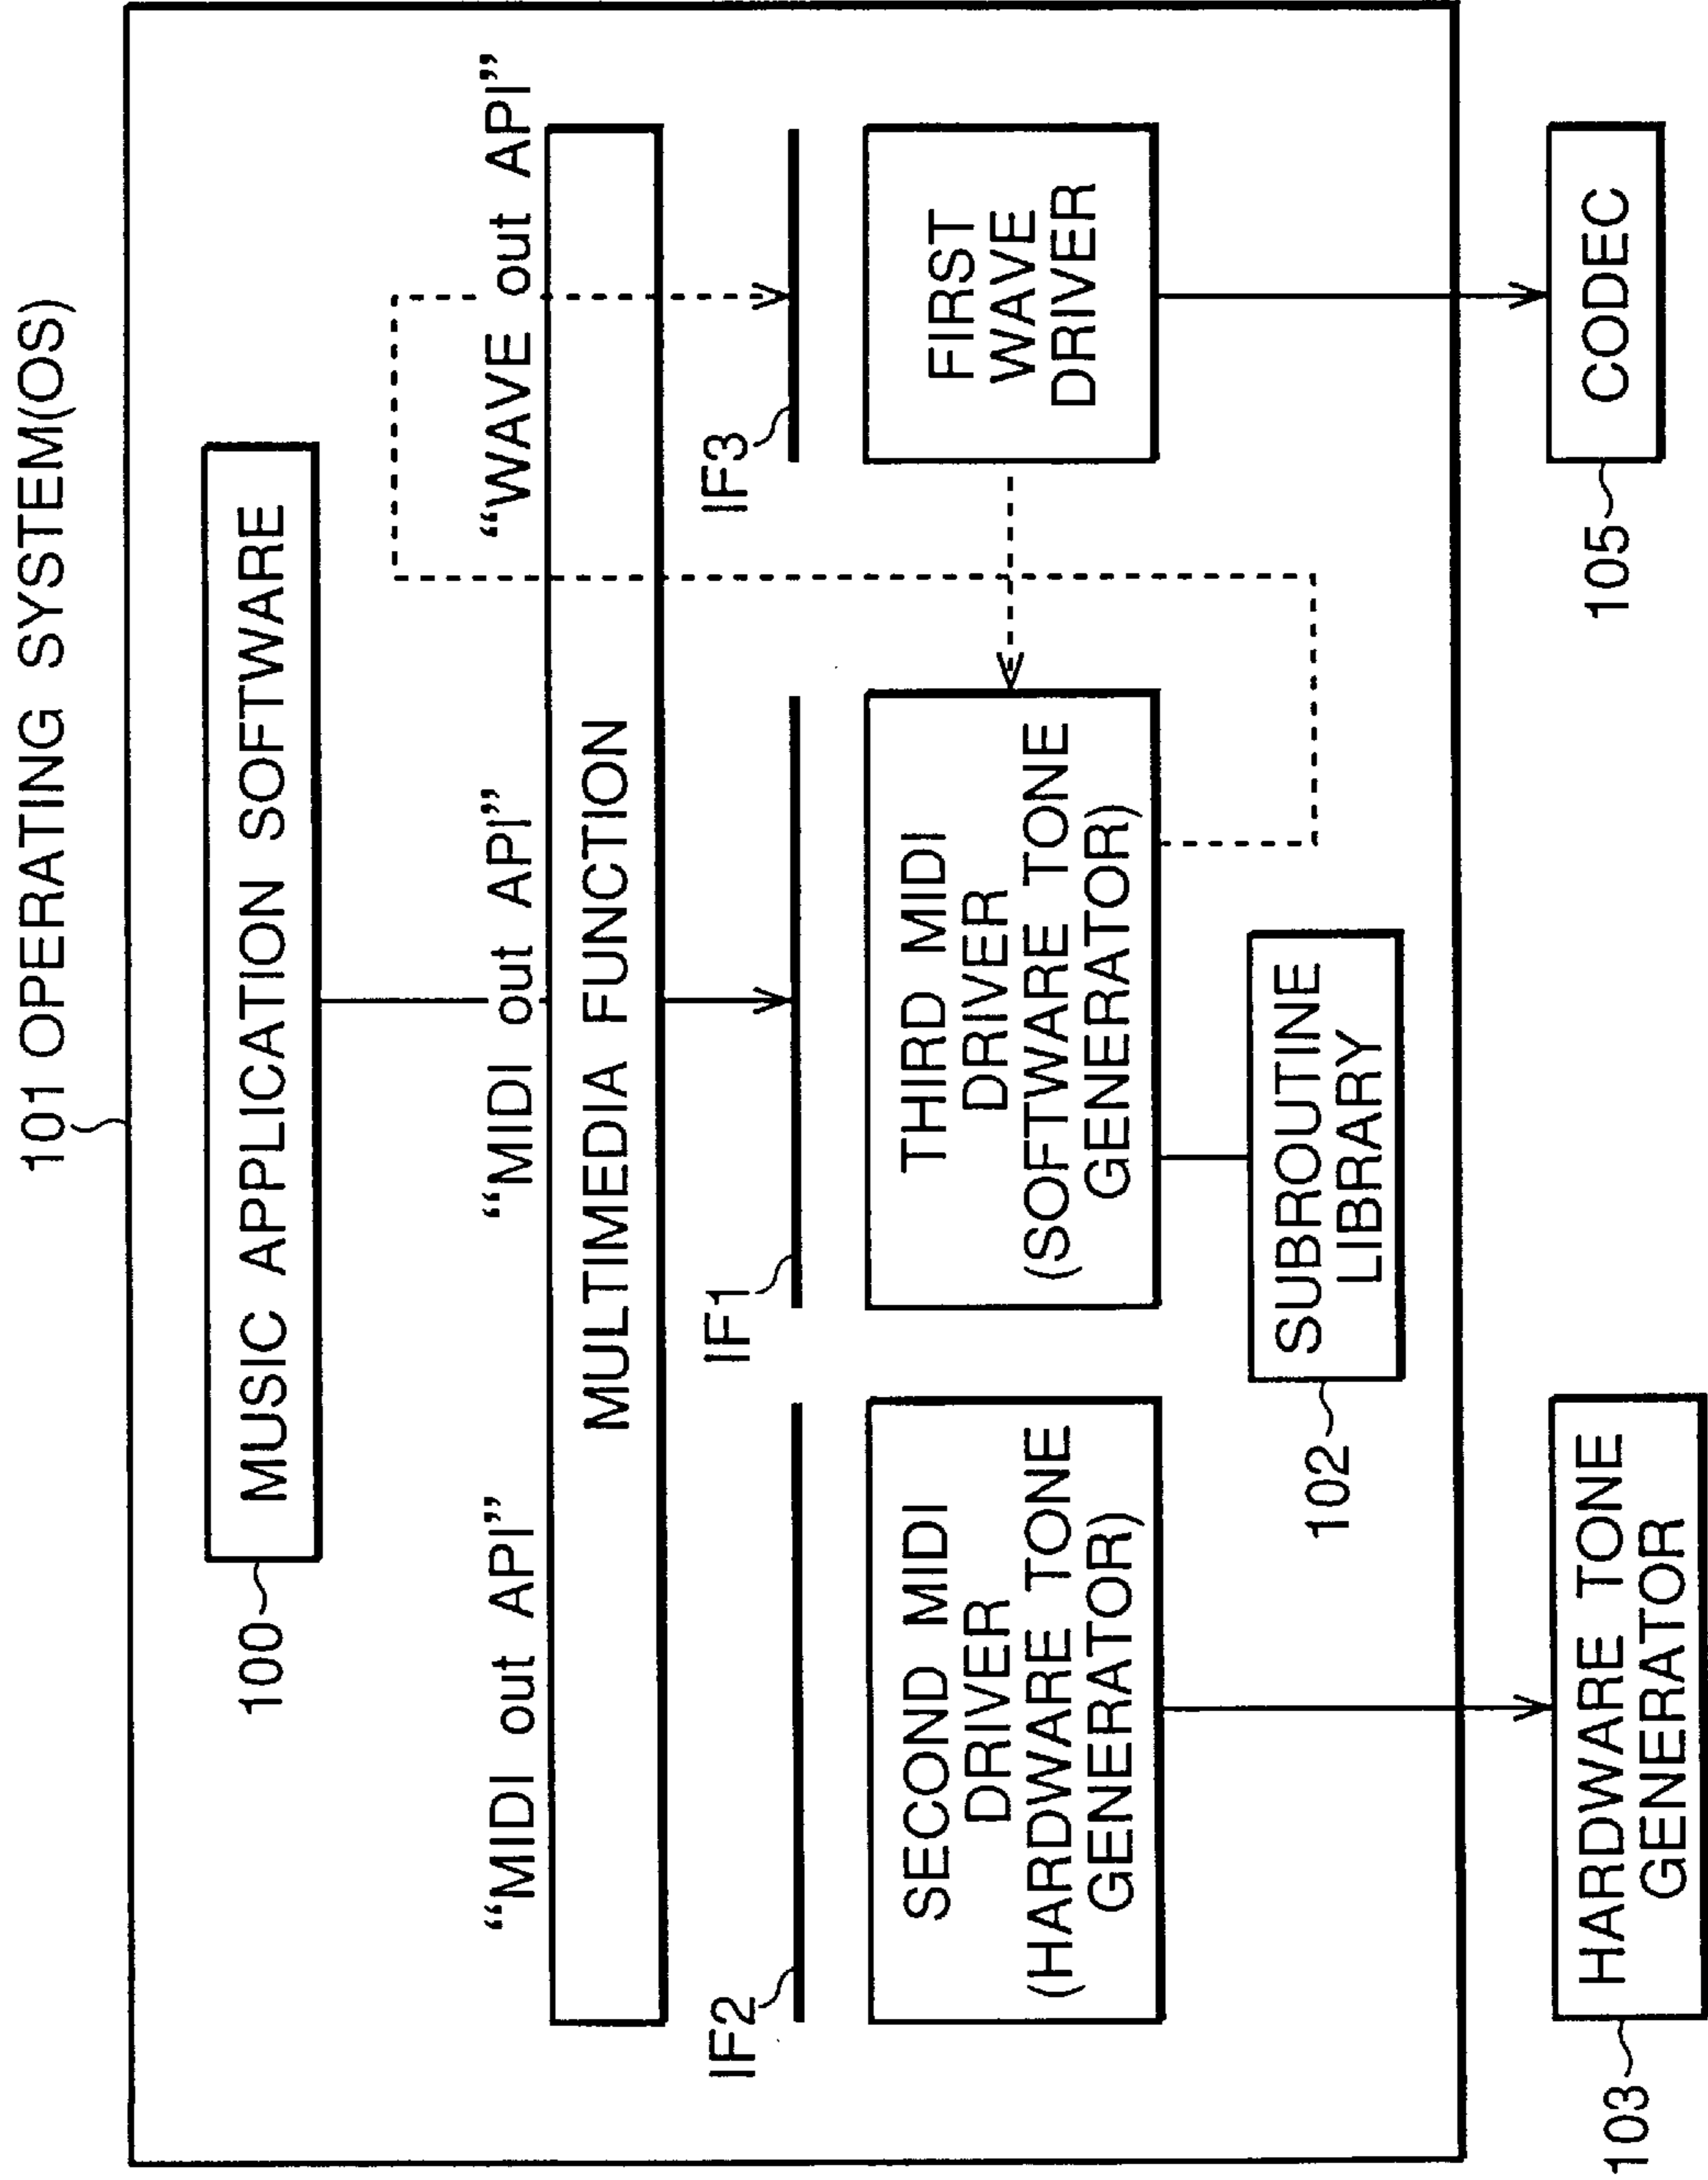 101 OPERATING SYSTEM(OS)
100
MUSIC APPLICATION SOFTWARE
“MIDI out API”
“MIDI out API”
“WAVE out API”
MULTIMEDIA FUNCTION
IF2
IF1
IF3
SECOND MIDI
DRIVER
(HARDWARE TONE
GENERATOR)
THIRD MIDI
DRIVER
(SOFTWARE TONE
GENERATOR)
FIRST
WAVE
DRIVER
102
SUBROUTINE
LIBRARY
103
HARDWARE TONE
GENERATOR
105
CODEC